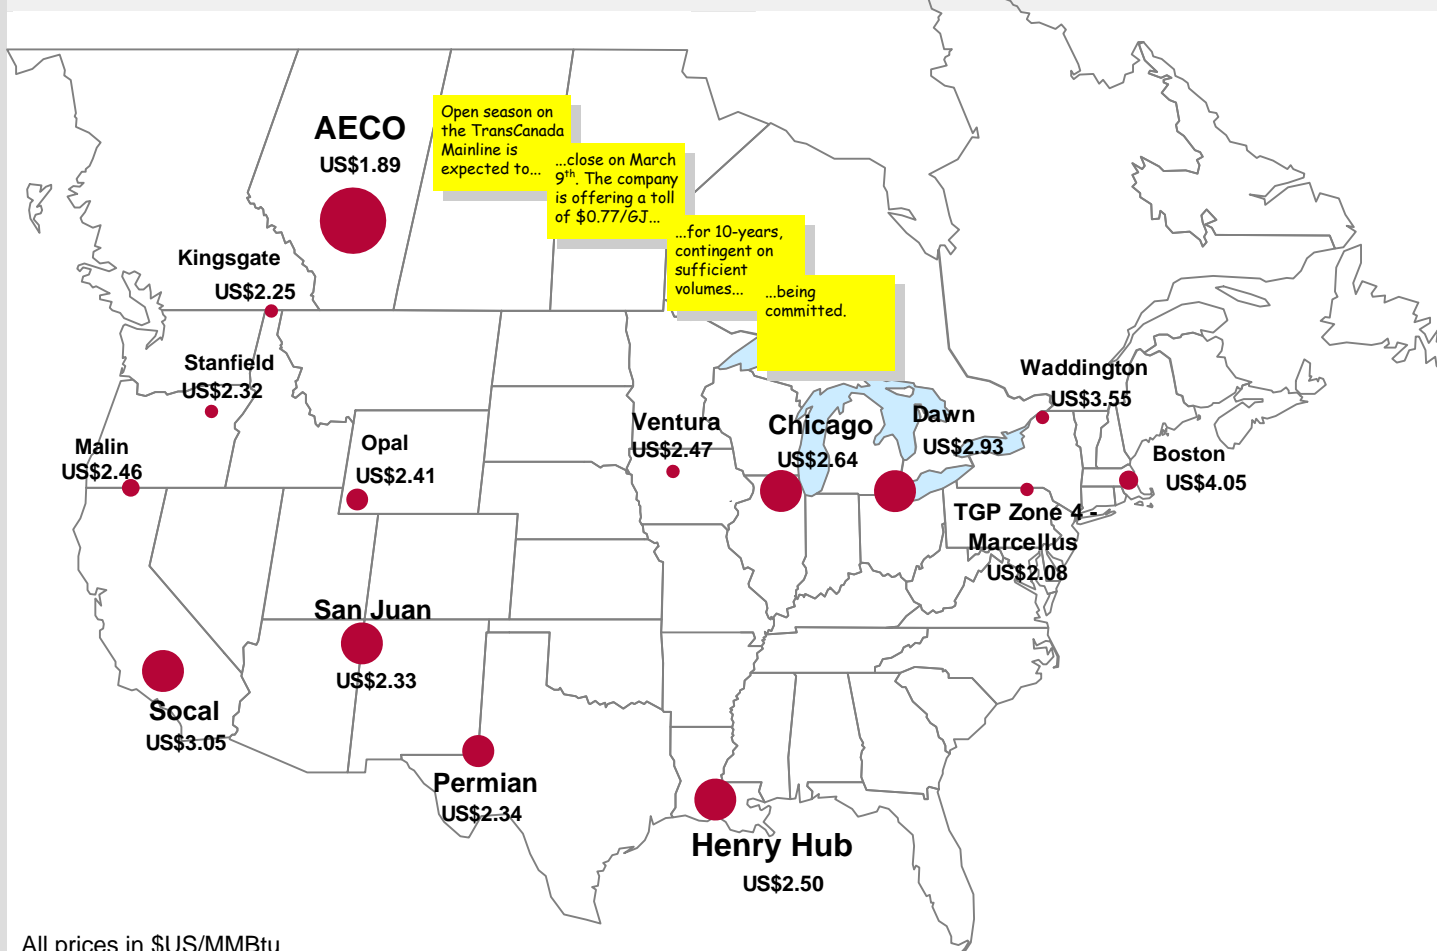 AECO
US$1.89
Open season on
the TransCanada
Mainline is
expected to...
...close on March
9th. The company
is offering a toll
of $0.77/GJ...
...for 10-years,
contingent on
sufficient
volumes...
...being
committed.
Kingsgate
US$2.25
Stanfield
US$2.32
Malin
US$2.46
Opal
US$2.41
Ventura
US$2.47
Chicago
US$2.64
Dawn
US$2.93
Waddington
US$3.55
Boston
US$4.05
TGP Zone 4 -
Marcellus
US$2.08
San Juan
US$2.33
Socal
US$3.05
Permian
US$2.34
Henry Hub
US$2.50
All prices in $US/MMBtu